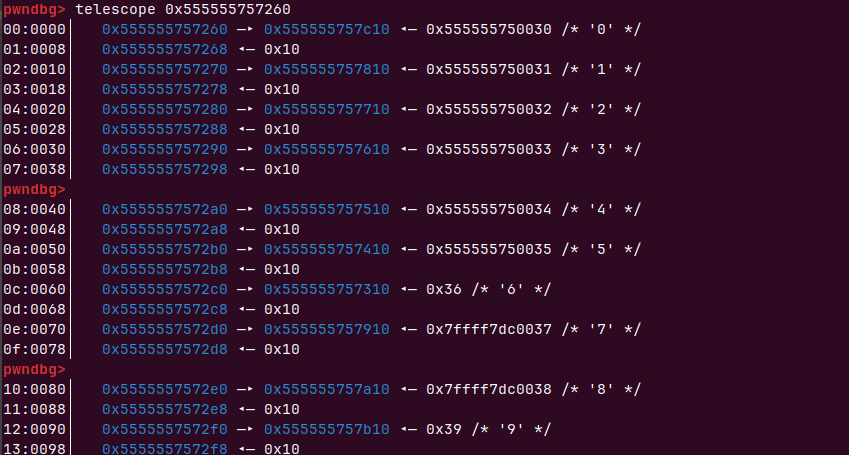 pwndbg> telescope 0x555555757260
00:0000│   0x555555757260 —▸ 0x555555757c10 ◂— 0x555555750030 /* '0' */
01:0008│   0x555555757268 ◂— 0x10
02:0010│   0x555555757270 —▸ 0x555555757810 ◂— 0x555555750031 /* '1' */
03:0018│   0x555555757278 ◂— 0x10
04:0020│   0x555555757280 —▸ 0x555555757710 ◂— 0x555555750032 /* '2' */
05:0028│   0x555555757288 ◂— 0x10
06:0030│   0x555555757290 —▸ 0x555555757610 ◂— 0x555555750033 /* '3' */
07:0038│   0x555555757298 ◂— 0x10
pwndbg>
08:0040│   0x5555557572a0 —▸ 0x555555757510 ◂— 0x555555750034 /* '4' */
09:0048│   0x5555557572a8 ◂— 0x10
0a:0050│   0x5555557572b0 —▸ 0x555555757410 ◂— 0x555555750035 /* '5' */
0b:0058│   0x5555557572b8 ◂— 0x10
0c:0060│   0x5555557572c0 —▸ 0x555555757310 ◂— 0x36 /* '6' */
0d:0068│   0x5555557572c8 ◂— 0x10
0e:0070│   0x5555557572d0 —▸ 0x555555757910 ◂— 0x7ffff7dc0037 /* '7' */
0f:0078│   0x5555557572d8 ◂— 0x10
pwndbg>
10:0080│   0x5555557572e0 —▸ 0x555555757a10 ◂— 0x7ffff7dc0038 /* '8' */
11:0088│   0x5555557572e8 ◂— 0x10
12:0090│   0x5555557572f0 —▸ 0x555555757b10 ◂— 0x39 /* '9' */
13:0098│   0x5555557572f8 ◂— 0x10